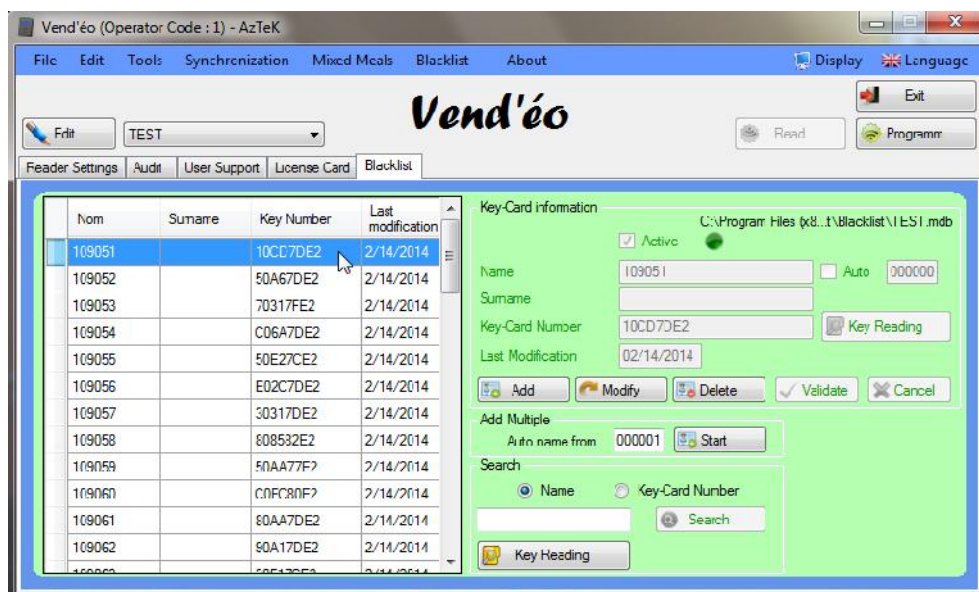 Vend'éo (Operator Code : 1) - AzTeK
File Edit Tools Synchronization Mixed Meals Blacklist About Display Language
Vend'éo
Exit
Edit TEST Read Programm
Reader Settings Audit User Support License Card Blacklist
Nom Surname Key Number Last modification
109051 10CD7DE2 2/14/2014
109052 50A67DE2 2/14/2014
109053 70317FE2 2/14/2014
109054 C06A7DE2 2/14/2014
109055 50E27CE2 2/14/2014
109056 E02C7DE2 2/14/2014
109057 30317DE2 2/14/2014
109058 2/14/2014
109059 50AA77E2 2/14/2014
109060 C0FC80E2 2/14/2014
109061 80AA7DE2 2/14/2014
109062 90A17DE2 2/14/2014
Key-Card information
C:\Program Files (x8...t\Blacklist\TEST.mdb
Active
Name 109051 Auto 000000
Surname
Key-Card Number 10CD7DE2 Key Reading
Last Modification 02/14/2014
Add Modify Delete Validate Cancel
Add Multiple
Auto name from 000001 Start
Search
Name Key-Card Number
Search
Key Reading